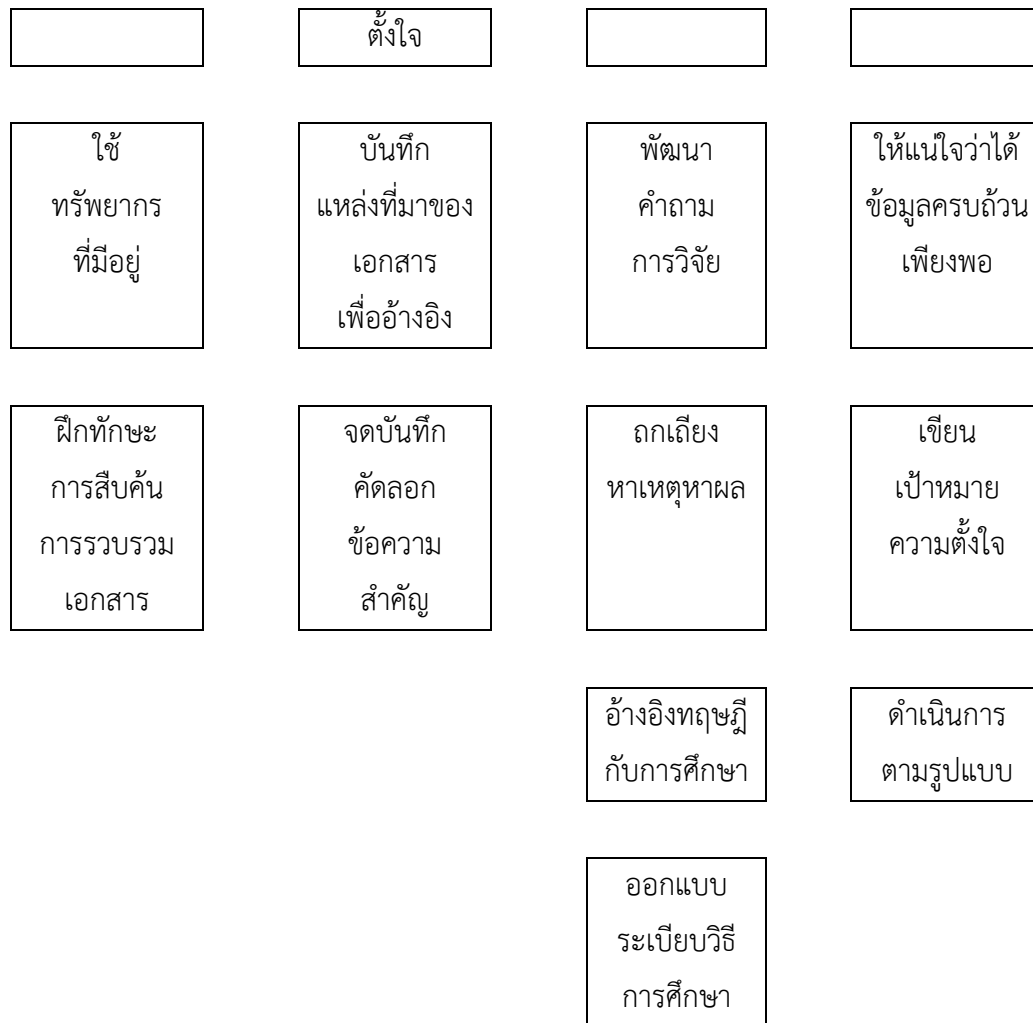 ตั้งใจ
ใช้
ทรัพยากร
ที่มีอยู่
บันทึก
แหล่งที่มาของ
เอกสาร
เพื่ออ้างอิง
พัฒนา
คำถาม
การวิจัย
ให้แน่ใจว่าได้
ข้อมูลครบถ้วน
เพียงพอ
ฝึกทักษะ
การสืบค้น
การรวบรวม
เอกสาร
จดบันทึก
คัดลอก
ข้อความ
สำคัญ
ถกเถียง
หาเหตุหาผล
เขียน
เป้าหมาย
ความตั้งใจ
อ้างอิงทฤษฎี
กับการศึกษา
ดำเนินการ
ตามรูปแบบ
ออกแบบ
ระเบียบวิธี
การศึกษา